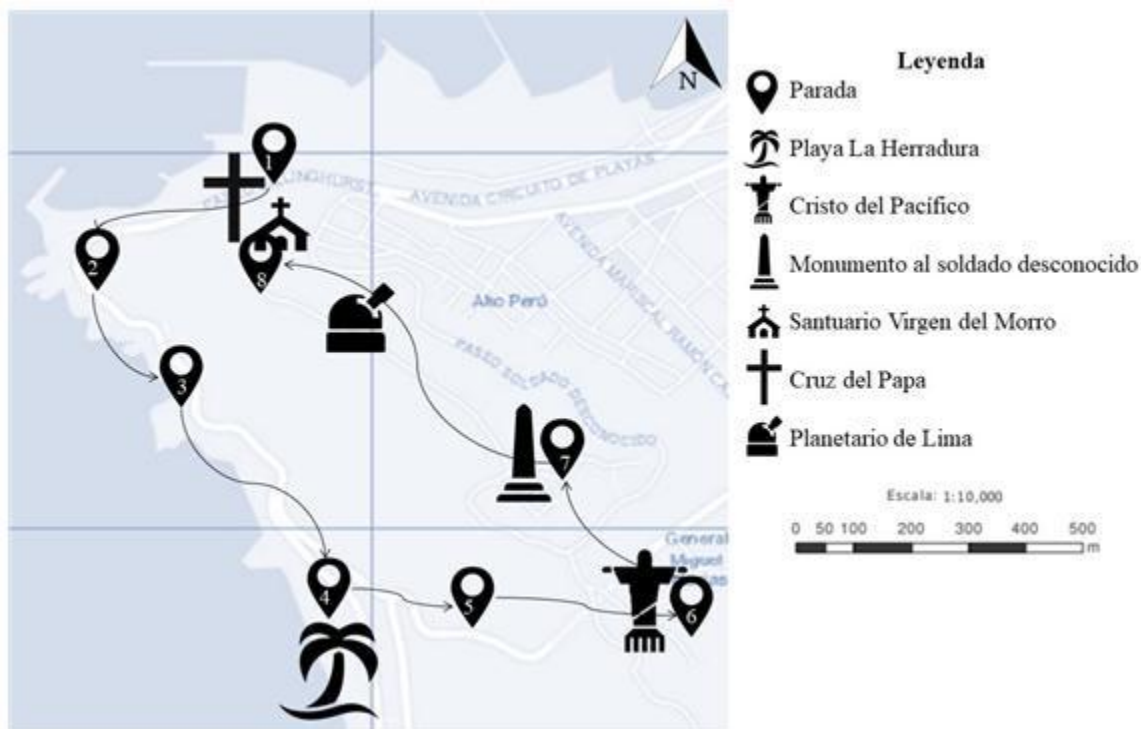 N
1
AVENIDA CIRCUITO DE PLAYAS
AVENIDA MARISCAL RAMÓN
2
8
Alto Perú
3
PASEO SOLDADO DESCONOCIDO
7
General
Miguel
4
5
6
Leyenda
Parada
Playa La Herradura
Cristo del Pacífico
Monumento al soldado desconocido
Santuario Virgen del Morro
Cruz del Papa
Planetario de Lima
Escala: 1:10,000
0 50 100 200 300 400 500
m